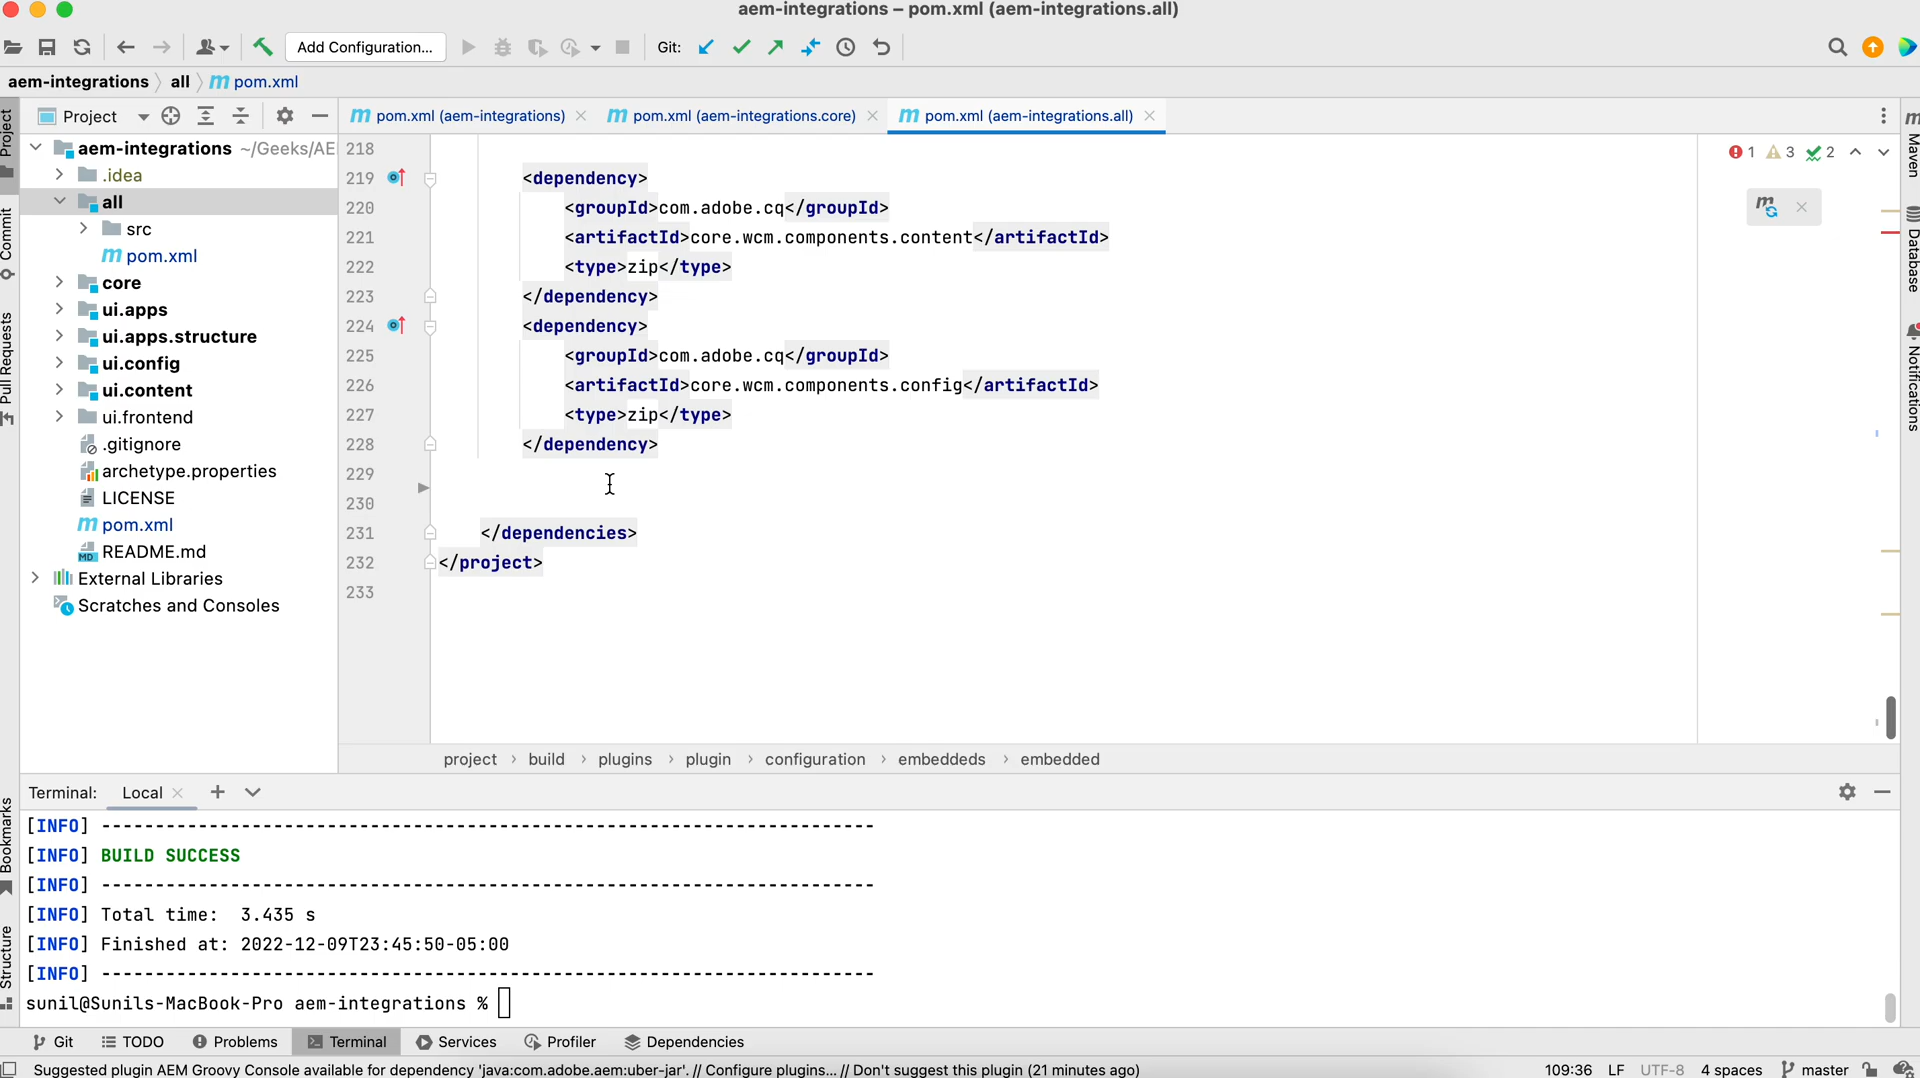 aem-integrations – pom.xml (aem-integrations.all)
Add Configuration...
Git:
aem-integrations
all
pom.xml
Project
pom.xml (aem-integrations)
pom.xml (aem-integrations.core)
pom.xml (aem-integrations.all)
Project
Commit
Pull Requests
Bookmarks
Structure
Maven
Database
Notifications
aem-integrations ~/Geeks/AE
.idea
all
src
pom.xml
core
ui.apps
ui.apps.structure
ui.config
ui.content
ui.frontend
.gitignore
archetype.properties
LICENSE
pom.xml
README.md
External Libraries
Scratches and Consoles
1 3 2
218
219 <dependency>
220 <groupId>com.adobe.cq</groupId>
221 <artifactId>core.wcm.components.content</artifactId>
222 <type>zip</type>
223 </dependency>
224 <dependency>
225 <groupId>com.adobe.cq</groupId>
226 <artifactId>core.wcm.components.config</artifactId>
227 <type>zip</type>
228 </dependency>
229
230
231 </dependencies>
232 </project>
233
project › build › plugins › plugin › configuration › embeddeds › embedded
Terminal: Local
[INFO] ------------------------------------------------------------------------
[INFO] BUILD SUCCESS
[INFO] ------------------------------------------------------------------------
[INFO] Total time:  3.435 s
[INFO] Finished at: 2022-12-09T23:45:50-05:00
[INFO] ------------------------------------------------------------------------
sunil@Sunils-MacBook-Pro aem-integrations %
Git TODO Problems Terminal Services Profiler Dependencies
Suggested plugin AEM Groovy Console available for dependency 'java:com.adobe.aem:uber-jar'. // Configure plugins... // Don't suggest this plugin (21 minutes ago)
109:36 LF UTF-8 4 spaces master